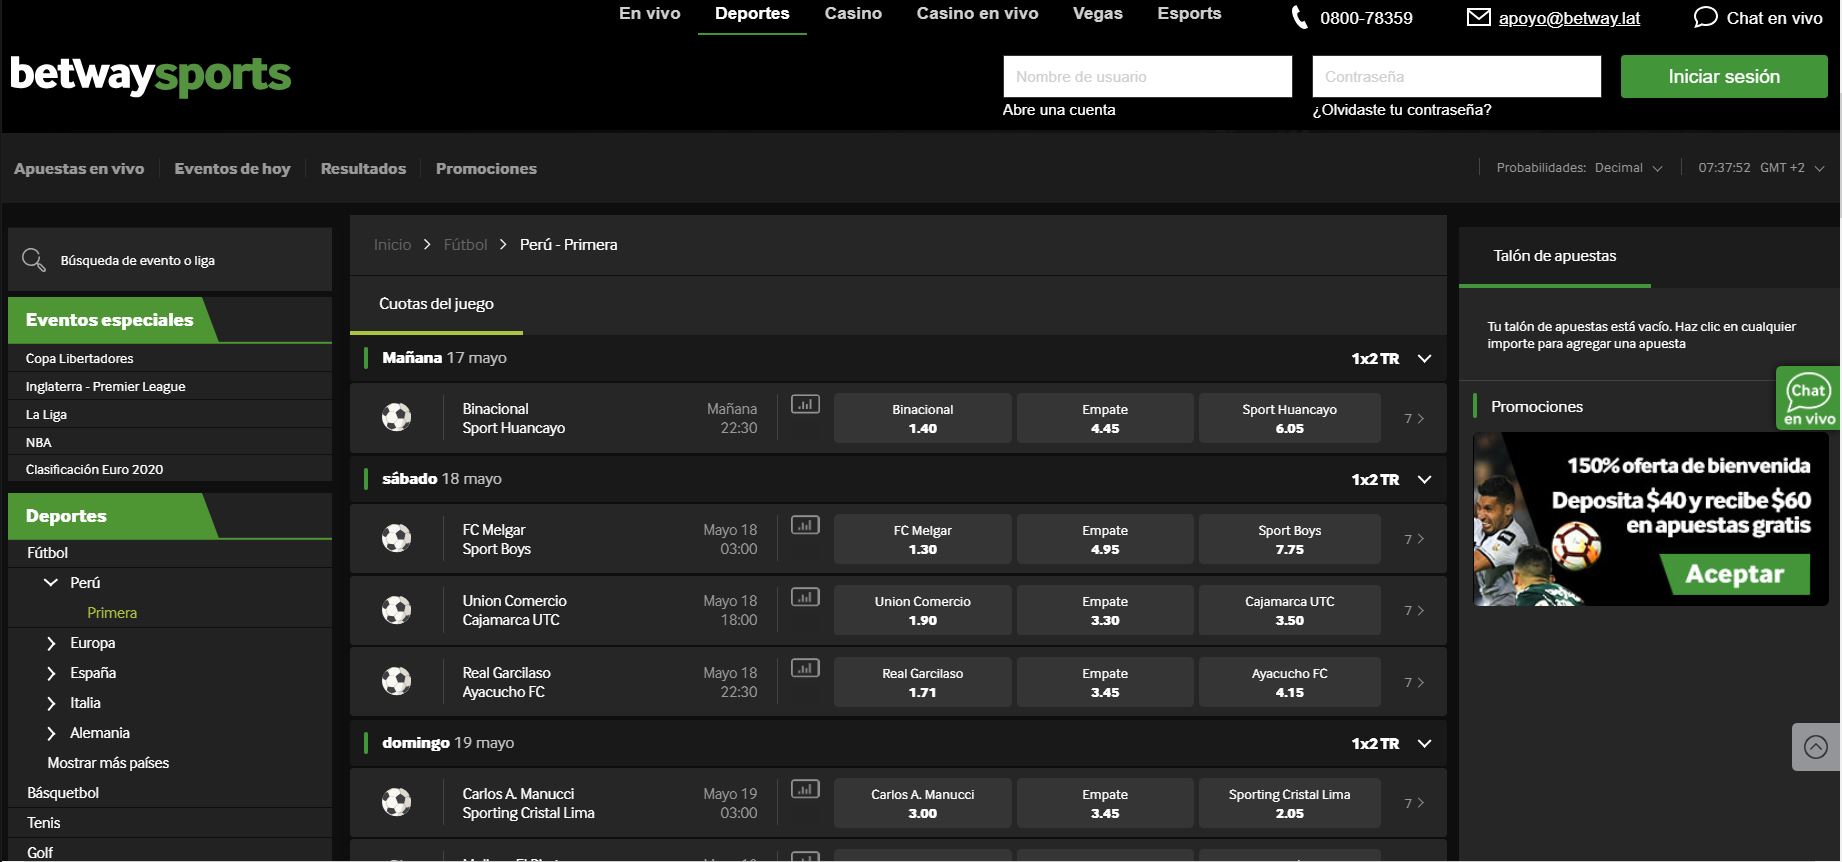 En vivo Deportes Casino Casino en vivo Vegas Esports 0800-78359 apoyo@betway.lat Chat en vivo
betwaysports
Nombre de usuario Contraseña Iniciar sesión
Abre una cuenta ¿Olvidaste tu contraseña?
Apuestas en vivo Eventos de hoy Resultados Promociones Probabilidades: Decimal 07:37:52 GMT +2
Búsqueda de evento o liga
Eventos especiales
Copa Libertadores
Inglaterra - Premier League
La Liga
NBA
Clasificación Euro 2020
Deportes
Fútbol
Perú
Primera
Europa
España
Italia
Alemania
Mostrar más países
Básquetbol
Tenis
Golf
Inicio > Fútbol > Perú - Primera
Cuotas del juego
Mañana 17 mayo 1x2 TR
Binacional Mañana Binacional Empate Sport Huancayo
Sport Huancayo 22:30 1.40 4.45 6.05 7
sábado 18 mayo 1x2 TR
FC Melgar Mayo 18 FC Melgar Empate Sport Boys
Sport Boys 03:00 1.30 4.95 7.75 7
Union Comercio Mayo 18 Union Comercio Empate Cajamarca UTC
Cajamarca UTC 18:00 1.90 3.30 3.50 7
Real Garcilaso Mayo 18 Real Garcilaso Empate Ayacucho FC
Ayacucho FC 22:30 1.71 3.45 4.15 7
domingo 19 mayo 1x2 TR
Carlos A. Manucci Mayo 19 Carlos A. Manucci Empate Sporting Cristal Lima
Sporting Cristal Lima 03:00 3.00 3.45 2.05 7
Talón de apuestas
Tu talón de apuestas está vacío. Haz clic en cualquier
importe para agregar una apuesta
Chat
en vivo
Promociones
150% oferta de bienvenida
Deposita $40 y recibe $60
en apuestas gratis
Aceptar